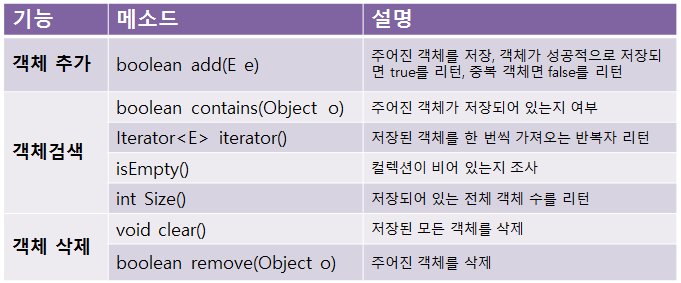 기능 메소드 설명
객체 추가 boolean add(E e) 주어진 객체를 저장, 객체가 성공적으로 저장되
면 true를 리턴, 중복 객체면 false를 리턴
객체검색 boolean contains(Object o) 주어진 객체가 저장되어 있는지 여부
Iterator<E> iterator() 저장된 객체를 한 번씩 가져오는 반복자 리턴
isEmpty() 컬렉션이 비어 있는지 조사
int Size() 저장되어 있는 전체 객체 수를 리턴
객체 삭제 void clear() 저장된 모든 객체를 삭제
boolean remove(Object o) 주어진 객체를 삭제